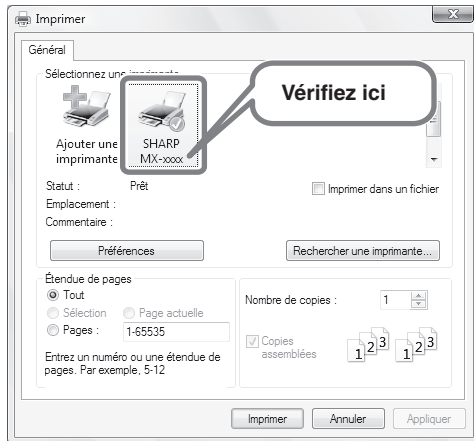 Imprimer
Général
Sélectionnez une imprimante
Vérifiez ici
Ajouter une
imprimante
SHARP
MX-xxxx
Statut : Prêt
Imprimer dans un fichier
Emplacement :
Commentaire :
Préférences
Rechercher une imprimante...
Étendue de pages
Tout
Sélection Page actuelle
Pages : 1-65535
Entrez un numéro ou une étendue de
pages. Par exemple, 5-12
Nombre de copies : 1
Copies
assemblées
1 2 3 1 2 3
Imprimer Annuler Appliquer